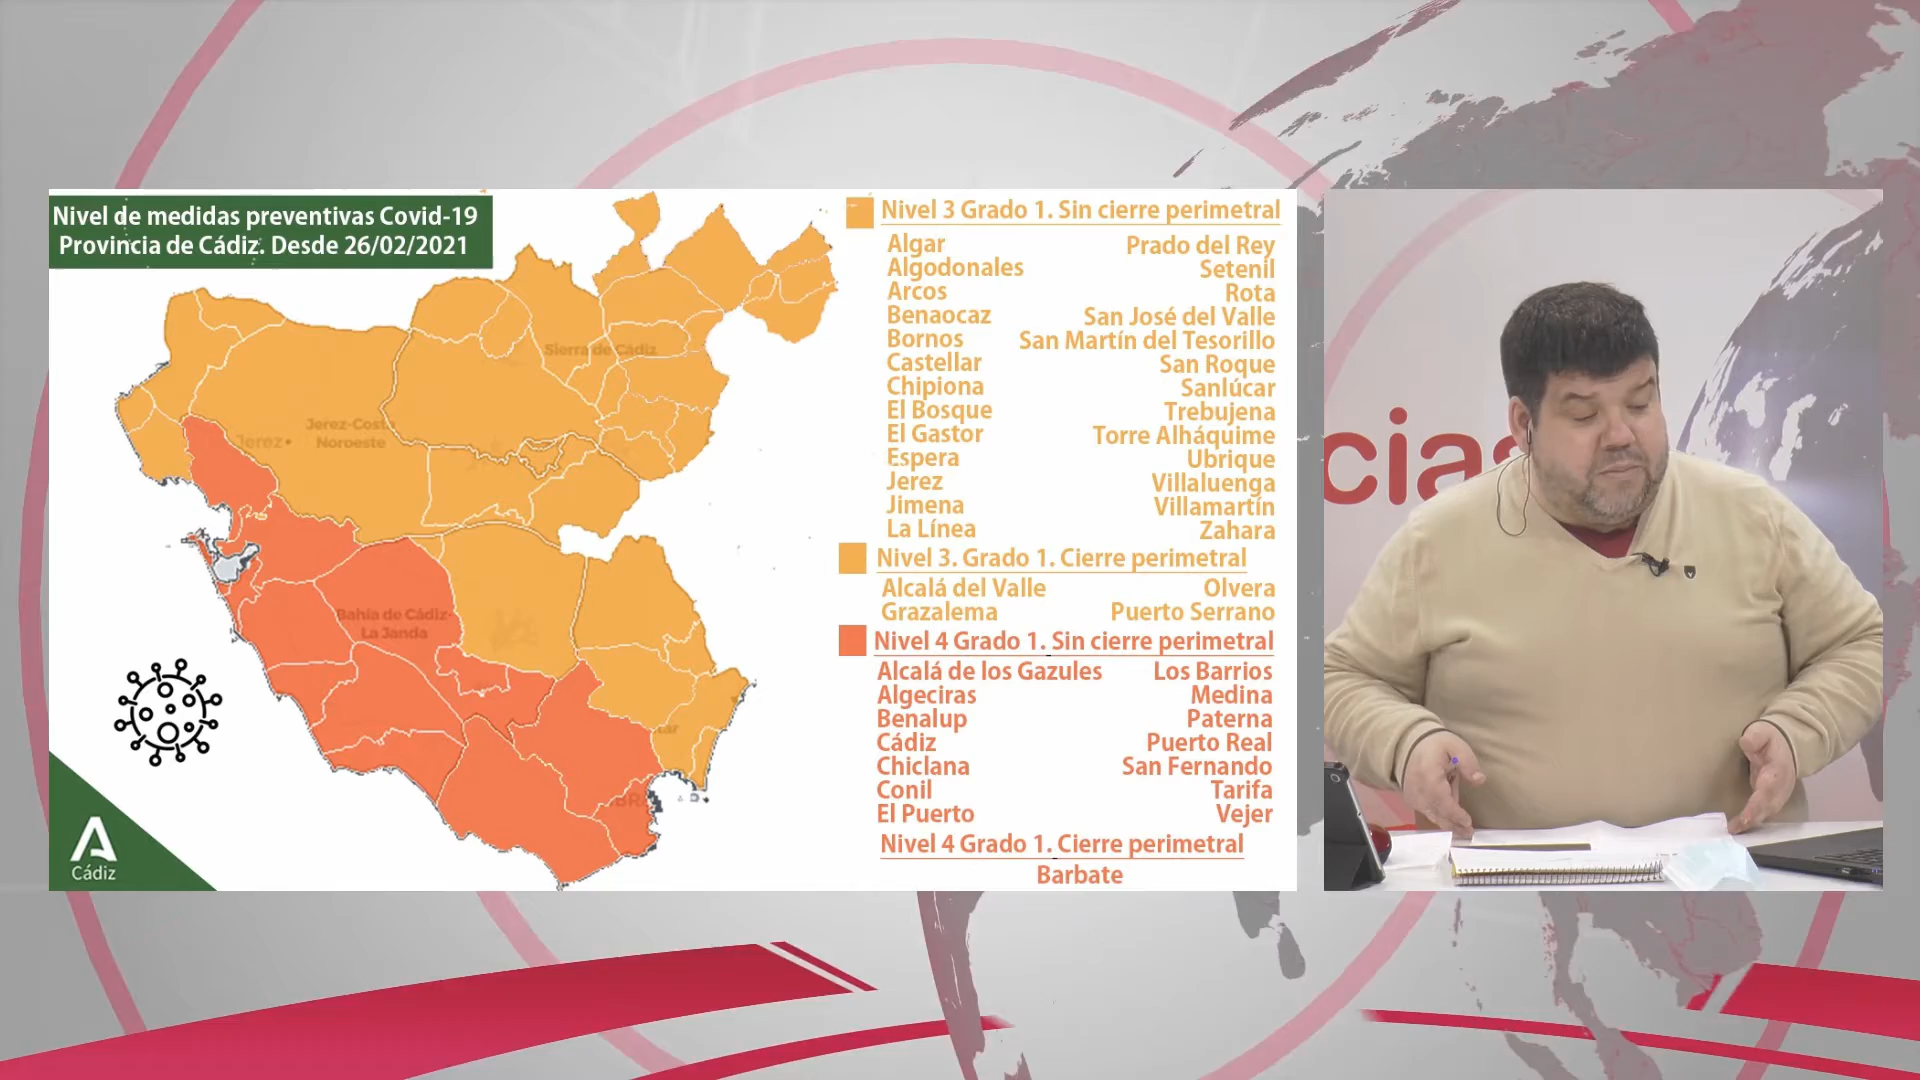 Nivel de medidas preventivas Covid-19
Provincia de Cádiz. Desde 26/02/2021
Sierra de Cádiz
Jerez-Costa
Noroeste
Jerez
Bahía de Cádiz-
La Janda
Cádiz
Nivel 3 Grado 1. Sin cierre perimetral
Algar Prado del Rey
Algodonales Setenil
Arcos Rota
Benaocaz San José del Valle
Bornos San Martín del Tesorillo
Castellar San Roque
Chipiona Sanlúcar
El Bosque Trebujena
El Gastor Torre Alháquime
Espera Ubrique
Jerez Villaluenga
Jimena Villamartín
La Línea Zahara
Nivel 3. Grado 1. Cierre perimetral
Alcalá del Valle Olvera
Grazalema Puerto Serrano
Nivel 4 Grado 1. Sin cierre perimetral
Alcalá de los Gazules Los Barrios
Algeciras Medina
Benalup Paterna
Cádiz Puerto Real
Chiclana San Fernando
Conil Tarifa
El Puerto Vejer
Nivel 4 Grado 1. Cierre perimetral
Barbate
cias